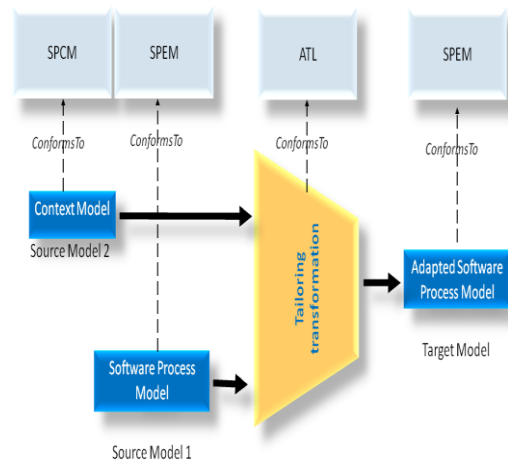 SPCM
SPEM
ATL
SPEM
ConformsTo
ConformsTo
ConformsTo
ConformsTo
Context Model
Source Model 2
Tailoring
transformation
Adapted Software
Process Model
Target Model
Software Process
Model
Source Model 1